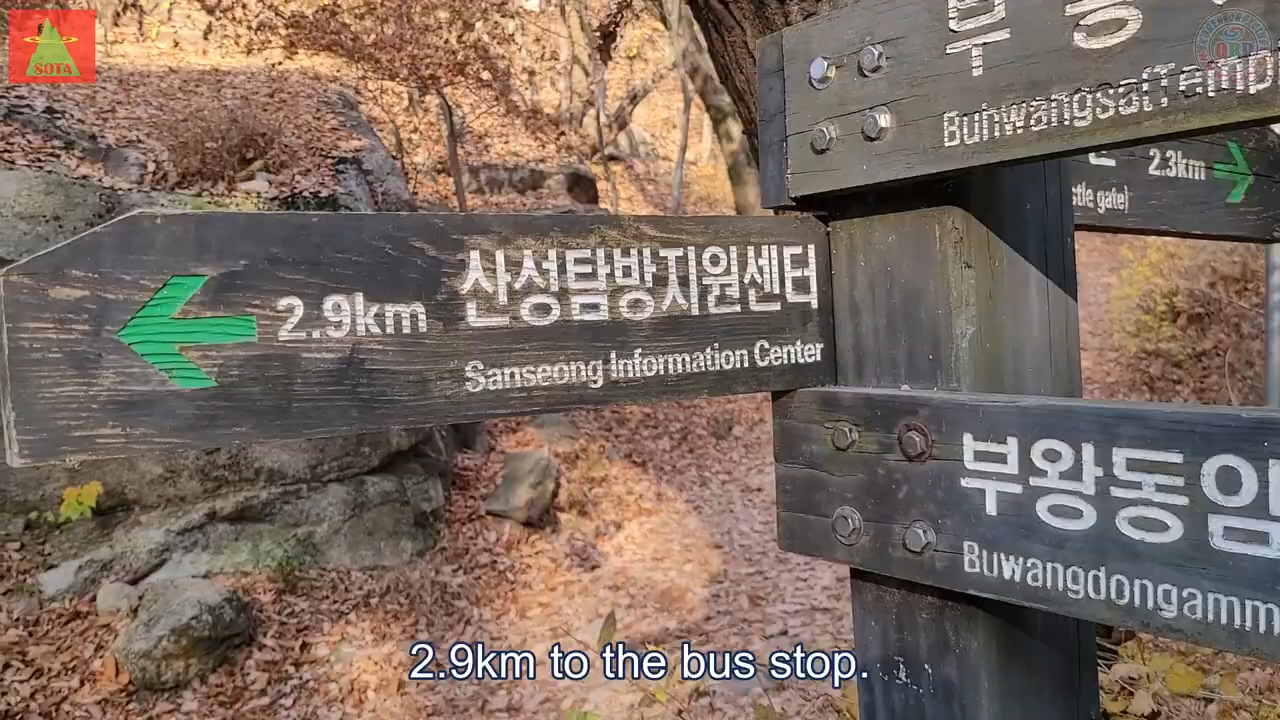 SOTA
Buhwangsa Temp
2.3km
stle gate)
2.9km
산성탐방지원센터
Sanseong Information Center
부왕동암
Buwangdongamm
2.9km to the bus stop.